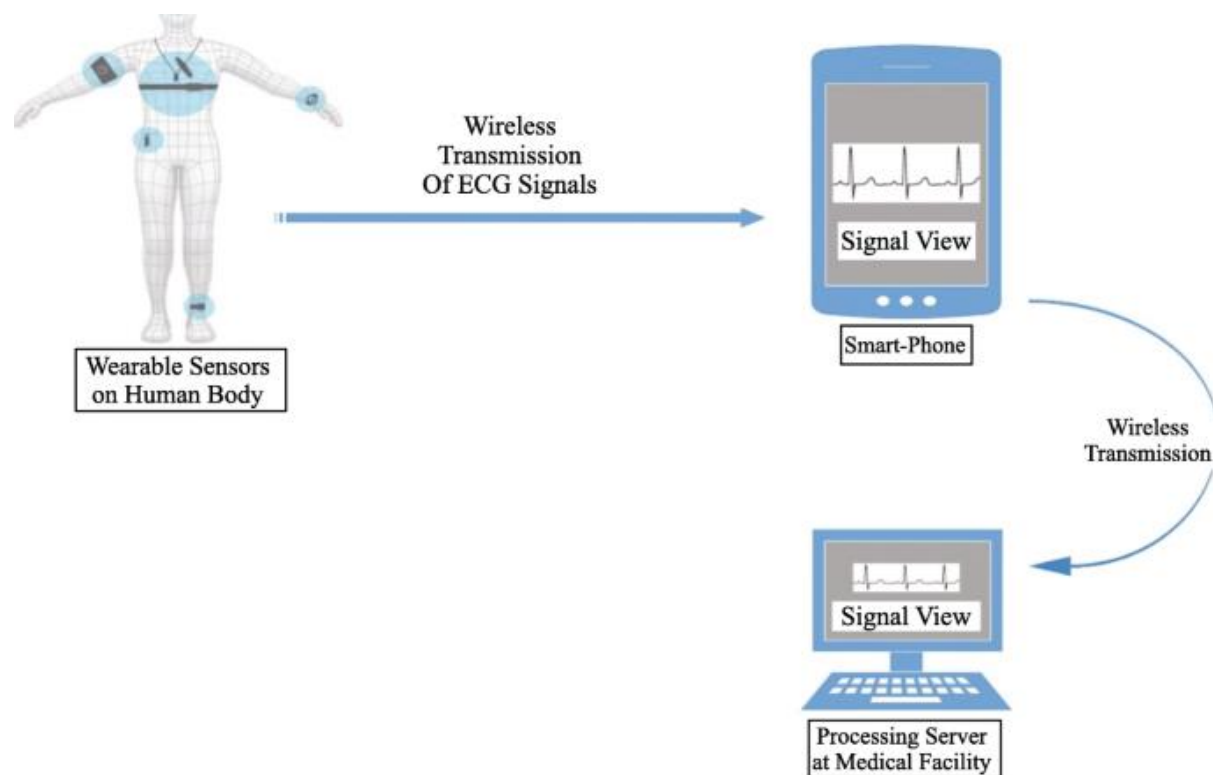 Wireless
Transmission
Of ECG Signals
Signal View
Smart-Phone
Wearable Sensors
on Human Body
Wireless
Transmission
Signal View
Processing Server
at Medical Facility